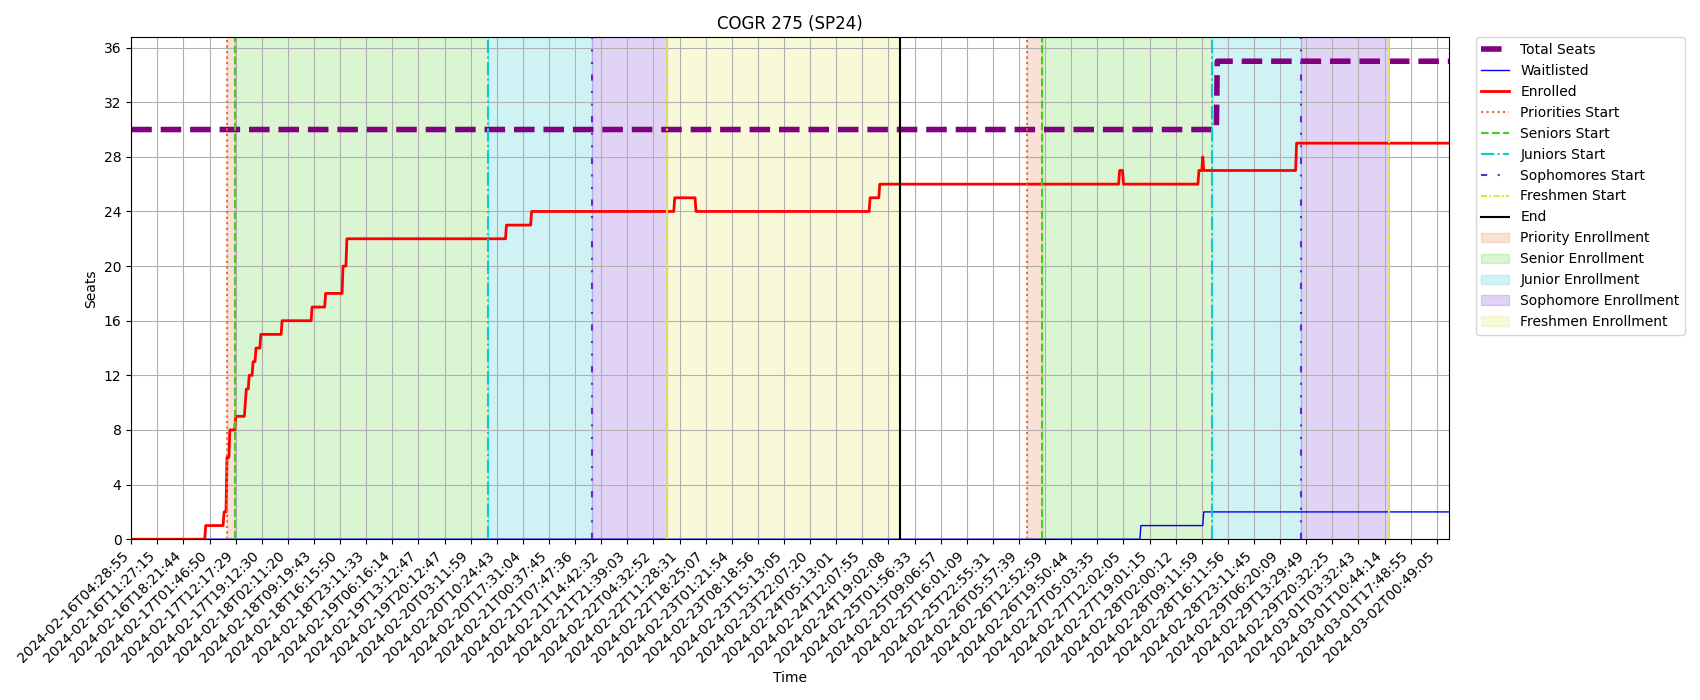 COGR 275 (SP24)
Seats
36
32
28
24
20
16
12
8
4
0
2024-02-16T04:28:55
2024-02-16T11:27:15
2024-02-16T18:21:44
2024-02-17T01:46:50
2024-02-17T12:17:29
2024-02-17T19:12:30
2024-02-18T02:11:20
2024-02-18T09:19:43
2024-02-18T16:15:50
2024-02-18T23:11:33
2024-02-19T06:16:14
2024-02-19T13:12:47
2024-02-19T20:12:47
2024-02-20T03:11:59
2024-02-20T10:24:43
2024-02-20T17:31:04
2024-02-21T00:37:45
2024-02-21T07:47:36
2024-02-21T14:42:32
2024-02-21T21:39:03
2024-02-22T04:32:52
2024-02-22T11:28:31
2024-02-22T18:25:07
2024-02-23T01:21:54
2024-02-23T08:18:56
2024-02-23T15:13:05
2024-02-23T22:07:20
2024-02-24T05:13:01
2024-02-24T12:07:55
2024-02-24T19:02:08
2024-02-25T01:56:33
2024-02-25T09:06:57
2024-02-25T16:01:09
2024-02-25T22:55:31
2024-02-26T05:57:39
2024-02-26T12:52:59
2024-02-26T19:50:44
2024-02-27T05:03:35
2024-02-27T12:02:05
2024-02-27T19:01:15
2024-02-28T02:00:12
2024-02-28T09:11:59
2024-02-28T16:11:56
2024-02-28T23:11:45
2024-02-29T06:20:09
2024-02-29T13:29:49
2024-02-29T20:32:25
2024-03-01T03:32:43
2024-03-01T10:44:14
2024-03-01T17:48:55
2024-03-02T00:49:05
Time
Total Seats
Waitlisted
Enrolled
Priorities Start
Seniors Start
Juniors Start
Sophomores Start
Freshmen Start
End
Priority Enrollment
Senior Enrollment
Junior Enrollment
Sophomore Enrollment
Freshmen Enrollment